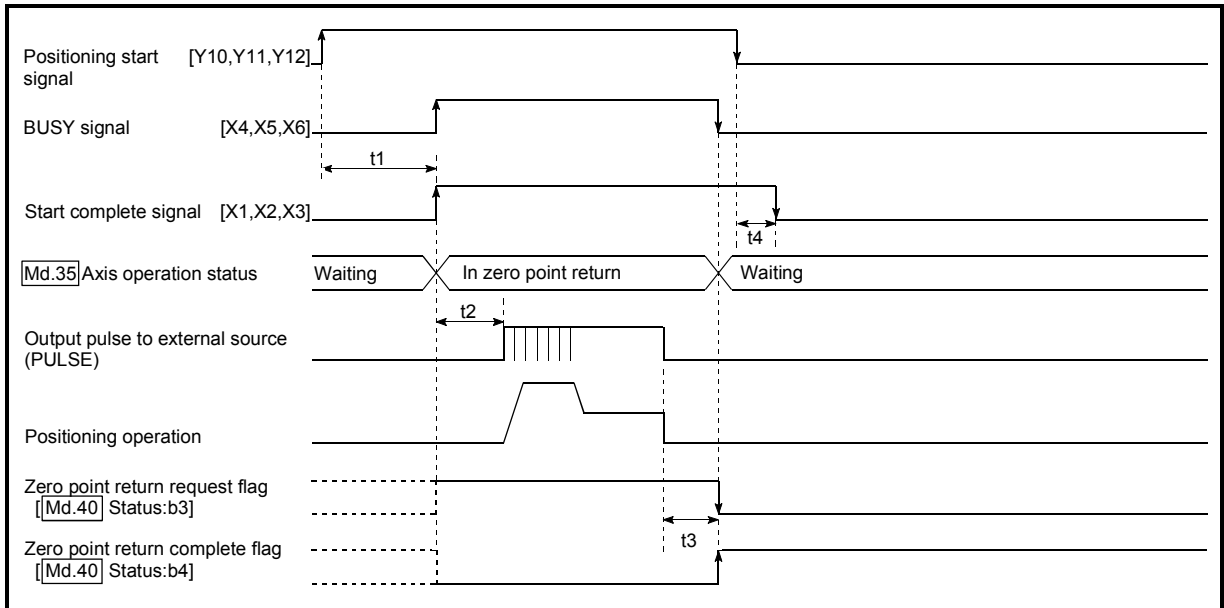 Positioning start [Y10,Y11,Y12]
signal
BUSY signal [X4,X5,X6]
t1
Start complete signal [X1,X2,X3]
t4
Md.35 Axis operation status Waiting In zero point return Waiting
t2
Output pulse to external source
(PULSE)
Positioning operation
Zero point return request flag
[Md.40 Status:b3]
t3
Zero point return complete flag
[Md.40 Status:b4]